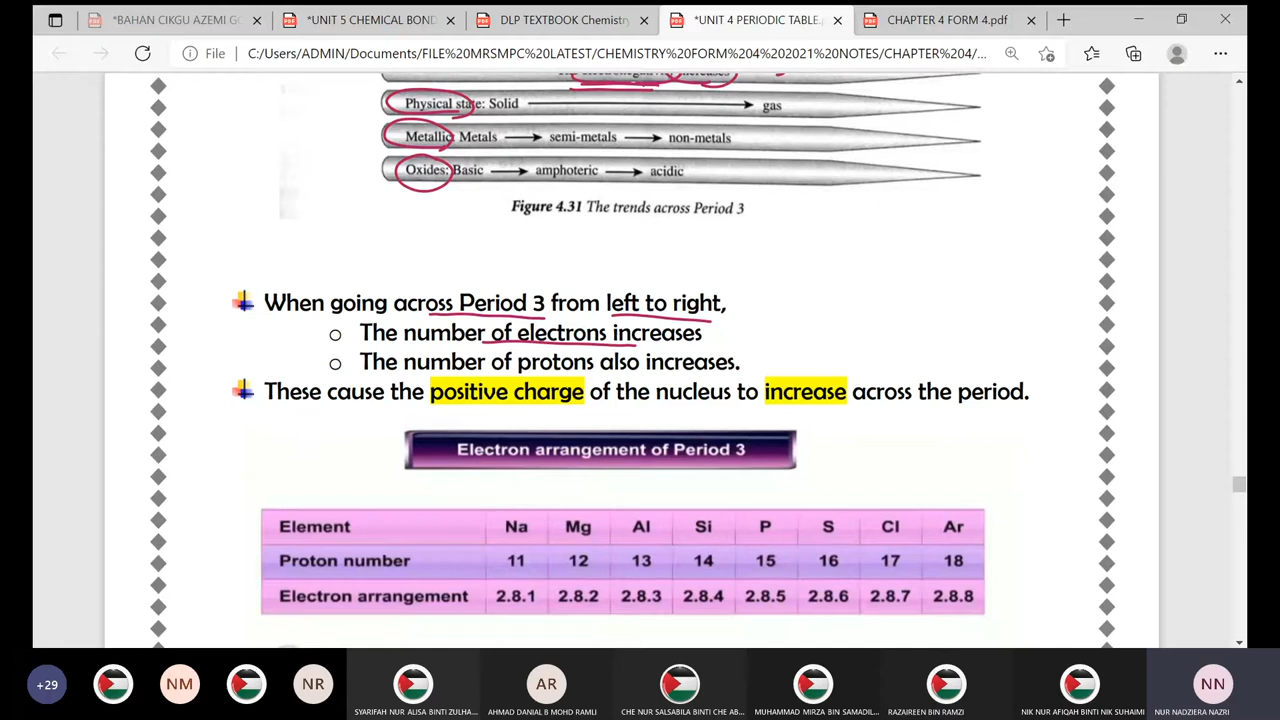 *BAHAN CIKGU AZEMI GO
*UNIT 5 CHEMICAL BOND
DLP TEXTBOOK Chemistry
*UNIT 4 PERIODIC TABLE.p
CHAPTER 4 FORM 4.pdf
File
C:/Users/ADMIN/Documents/FILE%20MRSMPC%20LATEST/CHEMISTRY%20FORM%204%202021%20NOTES/CHAPTER%204/...
increases
Physical state: Solid gas
Metallic: Metals semi-metals non-metals
Oxides: Basic amphoteric acidic
Figure 4.31 The trends across Period 3
When going across Period 3 from left to right,
o The number of electrons increases
o The number of protons also increases.
These cause the positive charge of the nucleus to increase across the period.
Electron arrangement of Period 3
Element Na Mg Al Si P S Cl Ar
Proton number 11 12 13 14 15 16 17 18
Electron arrangement 2.8.1 2.8.2 2.8.3 2.8.4 2.8.5 2.8.6 2.8.7 2.8.8
+29
NM
NR
AR
NN
SYARIFAH NUR ALISA BINTI ZULHA...
AHMAD DANIAL B MOHD RAMLI
CHE NUR SALSABILA BINTI CHE AB...
MUHAMMAD MIRZA BIN SAMADIL...
RAZAIREEN BIN RAMZI
NIK NUR AFIQAH BINTI NIK SUHAIMI
NUR NADZIERA NAZRI